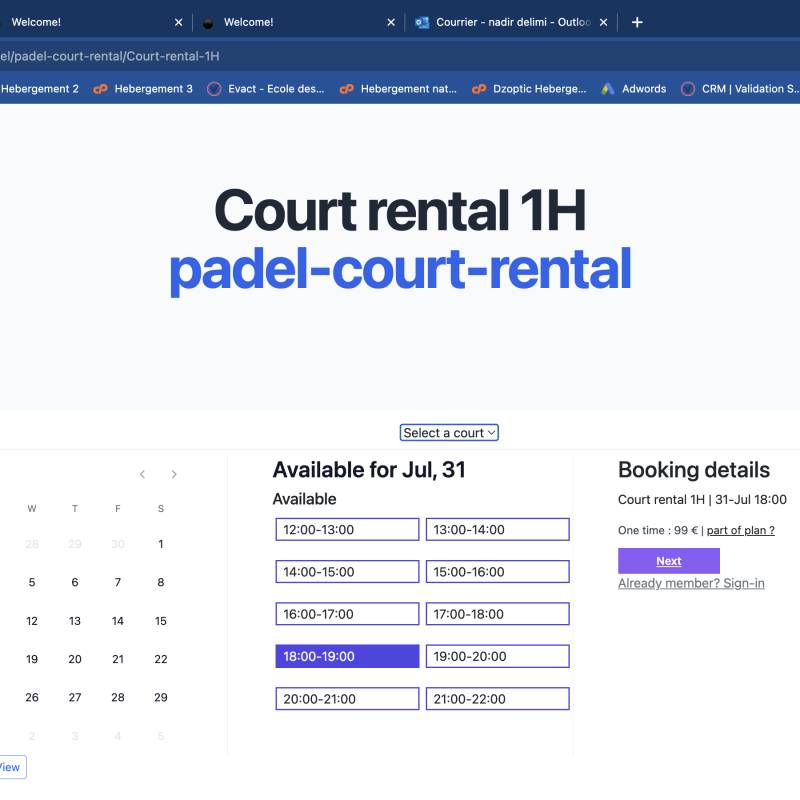 Welcome!
Welcome!
Courrier - nadir delimi - Outloo
el/padel-court-rental/Court-rental-1H
Hebergement 2
Hebergement 3
Evact - Ecole des...
Hebergement nat...
Dzoptic Heberge...
Adwords
CRM | Validation S...
Court rental 1H
padel-court-rental
Select a court
W T F S
28 29 30 1
5 6 7 8
12 13 14 15
19 20 21 22
26 27 28 29
2 3 4 5
View
Available for Jul, 31
Available
12:00-13:00 13:00-14:00
14:00-15:00 15:00-16:00
16:00-17:00 17:00-18:00
18:00-19:00 19:00-20:00
20:00-21:00 21:00-22:00
Booking details
Court rental 1H | 31-Jul 18:00
One time : 99 € | part of plan ?
Next
Already member? Sign-in